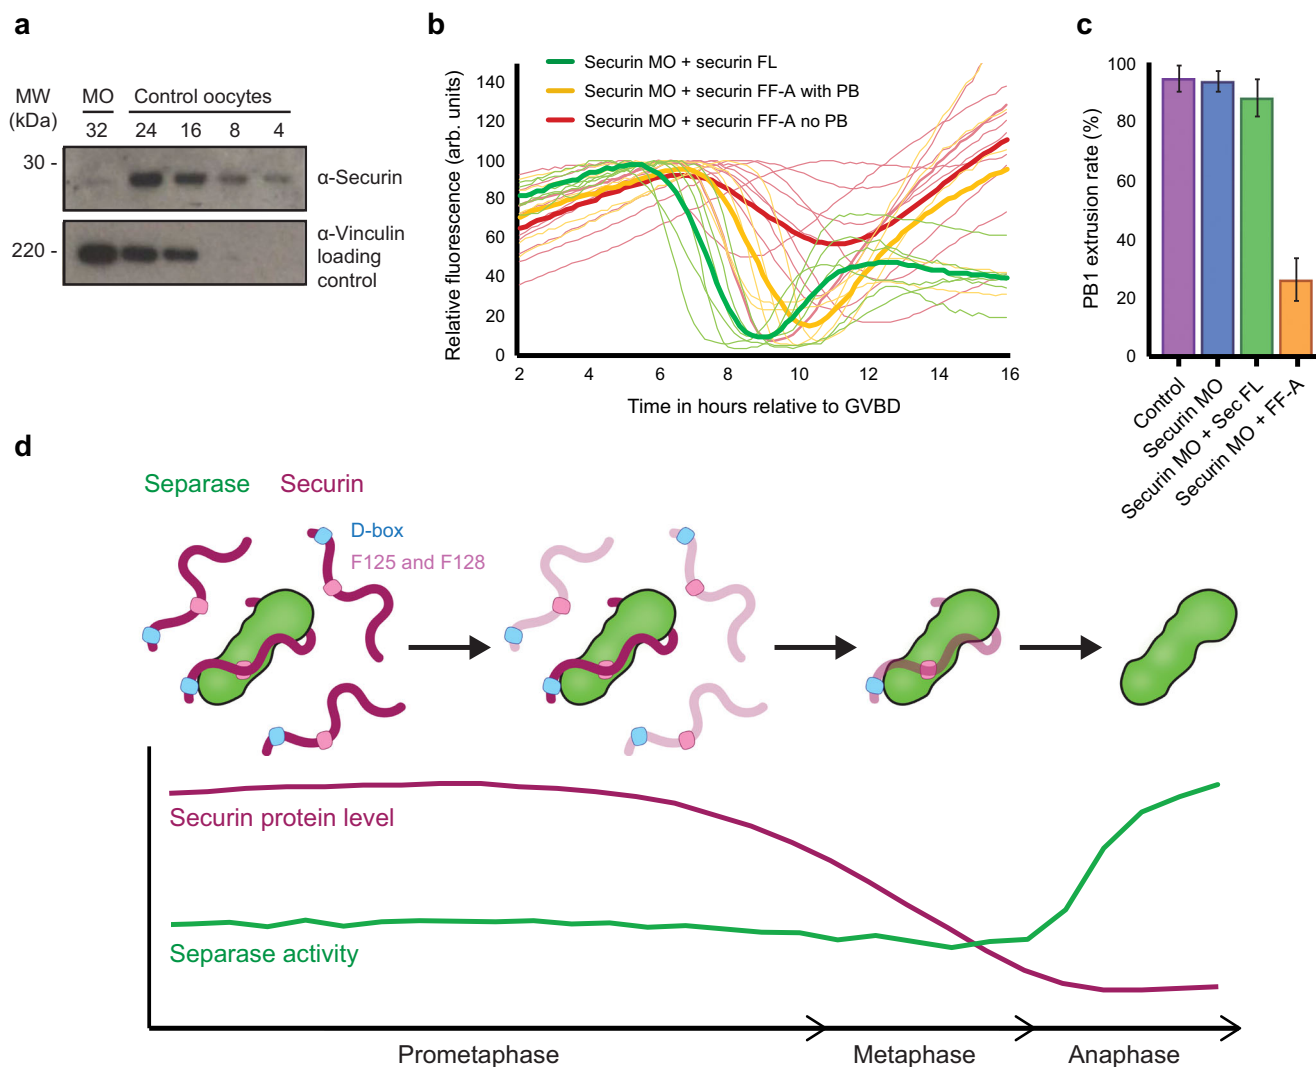 a
MW (kDa)
MO
Control oocytes
32 24 16 8 4
30 -
α-Securin
220 -
α-Vinculin
loading
control
b
Securin MO + securin FL
Securin MO + securin FF-A with PB
Securin MO + securin FF-A no PB
Relative fluorescence (arb. units)
140
120
100
80
60
40
20
0
2 4 6 8 10 12 14 16
Time in hours relative to GVBD
c
PB1 extrusion rate (%)
100
80
60
40
20
0
Control
Securin MO
Securin MO + Sec FL
Securin MO + FF-A
d
Separase Securin
D-box
F125 and F128
Securin protein level
Separase activity
Prometaphase Metaphase Anaphase